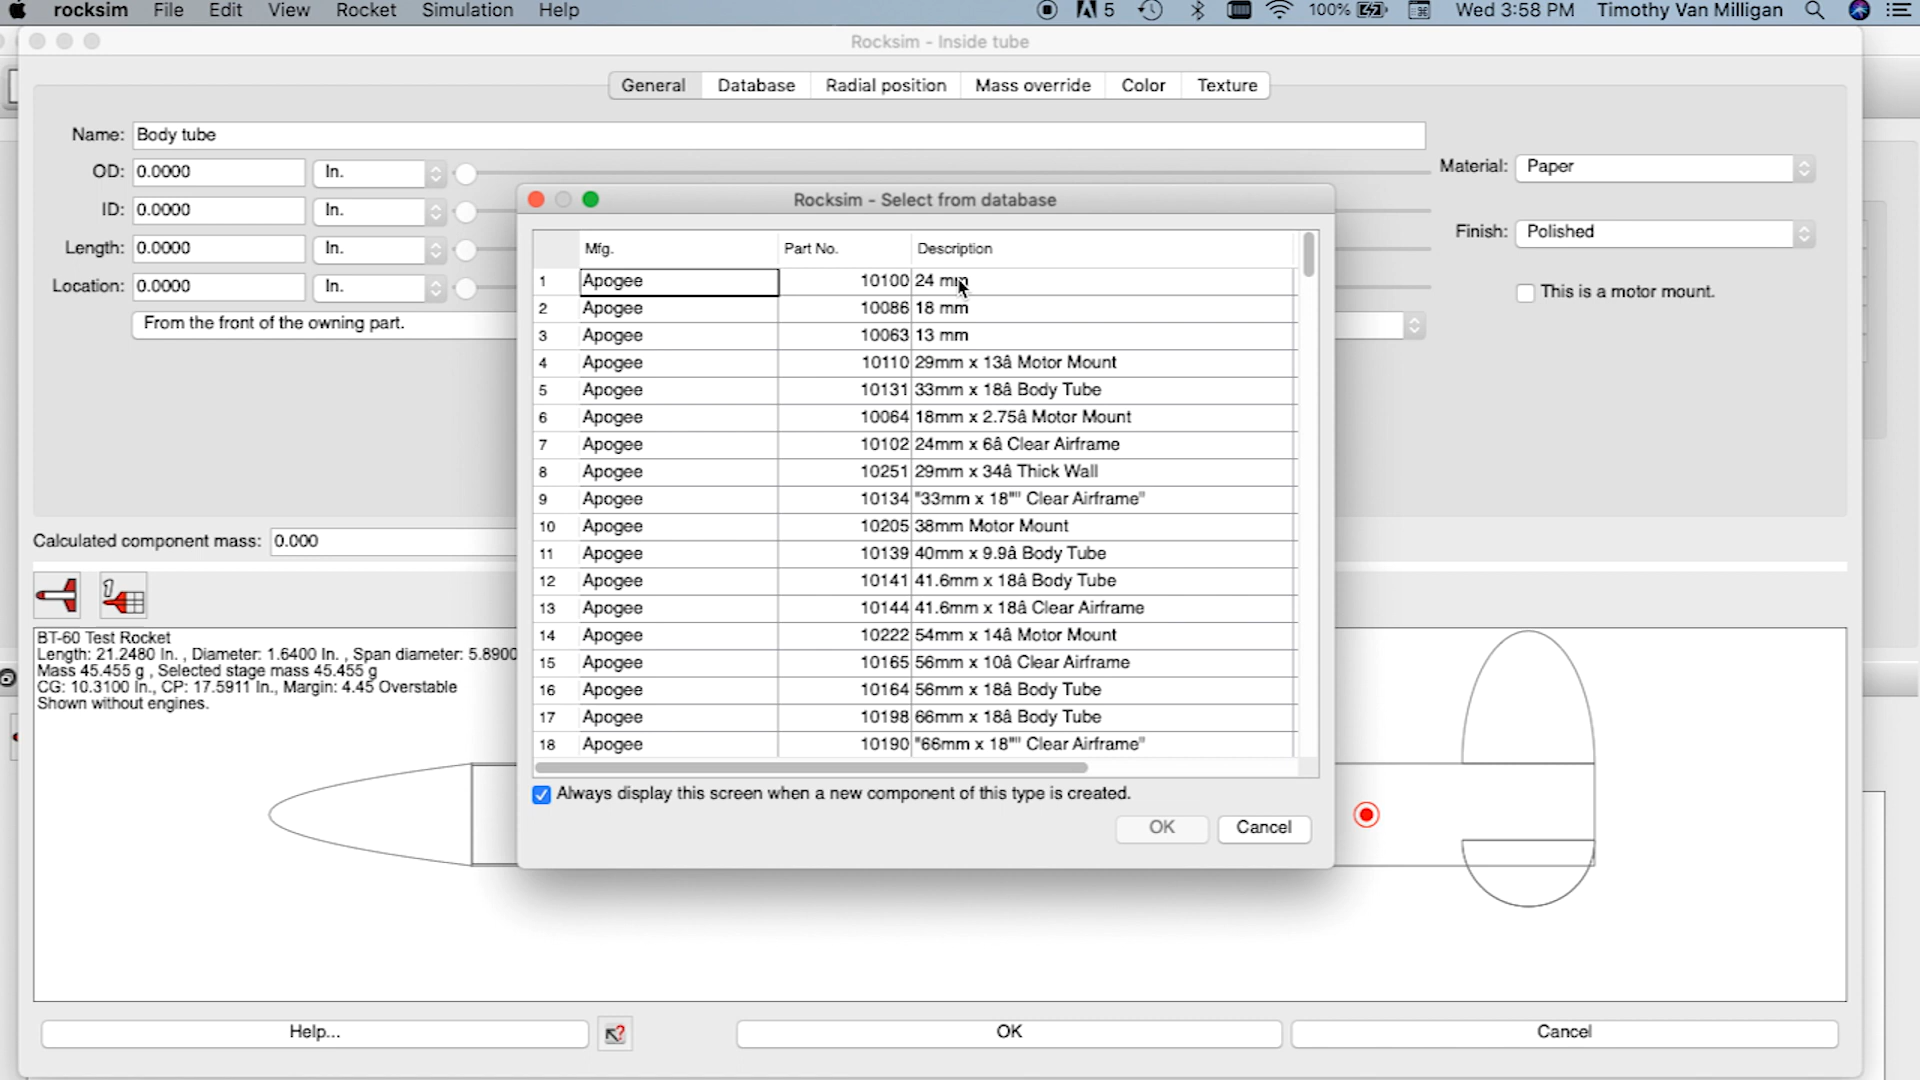 rocksim File Edit View Rocket Simulation Help 5 100% Wed 3:58 PM Timothy Van Milligan
Rocksim - Inside tube
General Database Radial position Mass override Color Texture
Name: Body tube
OD: 0.0000 In.
ID: 0.0000 In.
Length: 0.0000 In.
Location: 0.0000 In.
From the front of the owning part.
Material: Paper
Finish: Polished
This is a motor mount.
Calculated component mass: 0.000
Rocksim - Select from database
Mfg. Part No. Description
1 Apogee 10100 24 mm
2 Apogee 10086 18 mm
3 Apogee 10063 13 mm
4 Apogee 10110 29mm x 13â Motor Mount
5 Apogee 10131 33mm x 18â Body Tube
6 Apogee 10064 18mm x 2.75â Motor Mount
7 Apogee 10102 24mm x 6â Clear Airframe
8 Apogee 10251 29mm x 34â Thick Wall
9 Apogee 10134 "33mm x 18"" Clear Airframe"
10 Apogee 10205 38mm Motor Mount
11 Apogee 10139 40mm x 9.9â Body Tube
12 Apogee 10141 41.6mm x 18â Body Tube
13 Apogee 10144 41.6mm x 18â Clear Airframe
14 Apogee 10222 54mm x 14â Motor Mount
15 Apogee 10165 56mm x 10â Clear Airframe
16 Apogee 10164 56mm x 18â Body Tube
17 Apogee 10198 66mm x 18â Body Tube
18 Apogee 10190 "66mm x 18"" Clear Airframe"
Always display this screen when a new component of this type is created.
OK Cancel
BT-60 Test Rocket
Length: 21.2480 In. , Diameter: 1.6400 In. , Span diameter: 5.8900
Mass 45.455 g , Selected stage mass 45.455 g
CG: 10.3100 In., CP: 17.5911 In., Margin: 4.45 Overstable
Shown without engines.
Help... OK Cancel